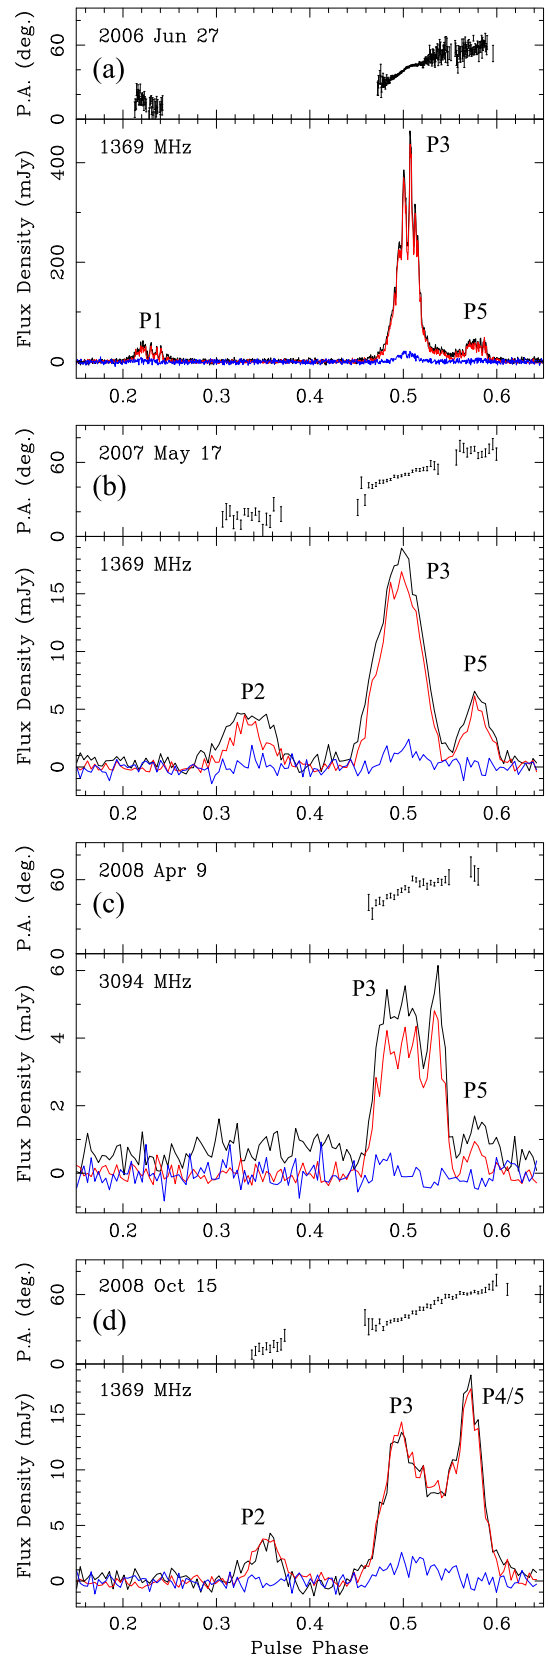 P.A. (deg.)
60
0
2006 Jun 27
(a)
Flux Density (mJy)
400
200
0
1369 MHz
P1
P3
P5
0.2 0.3 0.4 0.5 0.6
P.A. (deg.)
60
0
2007 May 17
(b)
Flux Density (mJy)
15
10
5
0
1369 MHz
P2
P3
P5
0.2 0.3 0.4 0.5 0.6
P.A. (deg.)
60
0
2008 Apr 9
(c)
Flux Density (mJy)
6
4
2
0
3094 MHz
P3
P5
0.2 0.3 0.4 0.5 0.6
P.A. (deg.)
60
0
2008 Oct 15
(d)
Flux Density (mJy)
15
10
5
0
1369 MHz
P2
P3
P4/5
0.2 0.3 0.4 0.5 0.6
Pulse Phase